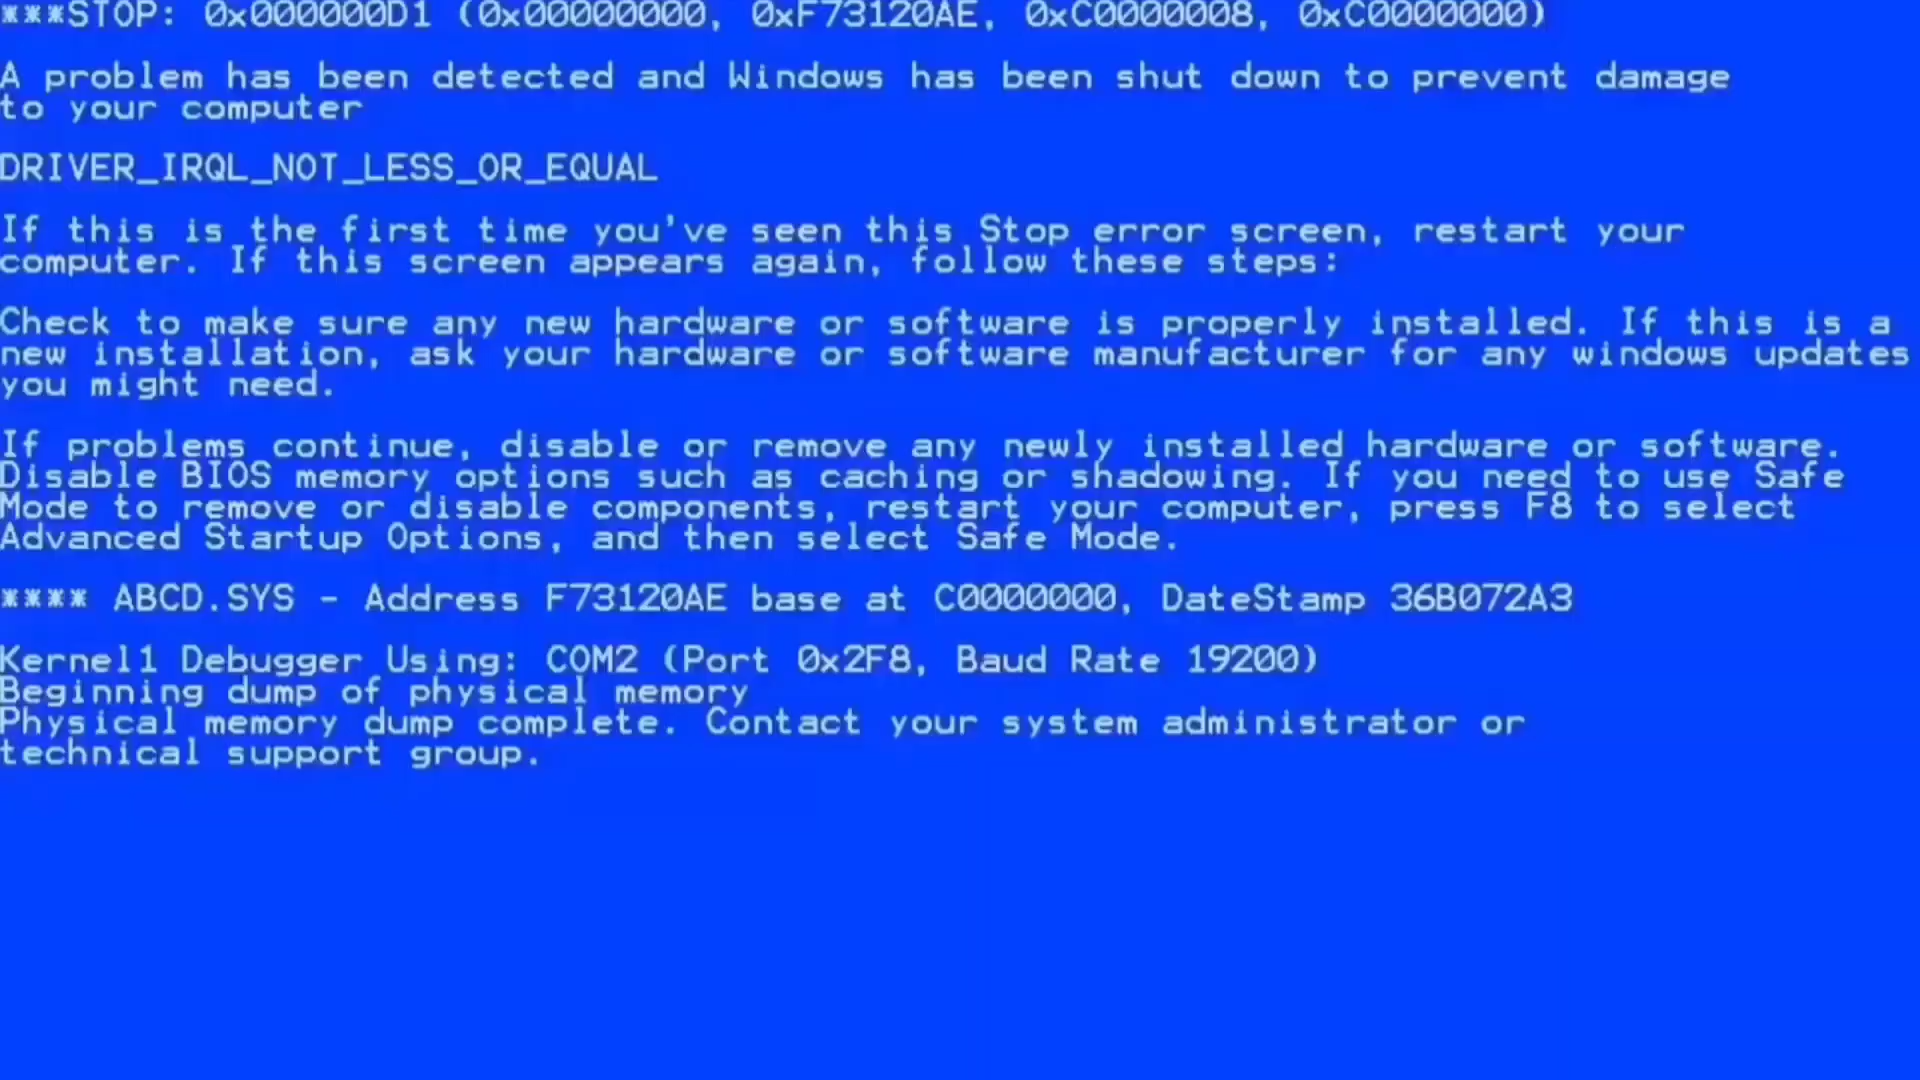 ***STOP: 0x000000D1 (0x00000000, 0xF73120AE, 0xC0000008, 0xC0000000)
A problem has been detected and Windows has been shut down to prevent damage
to your computer
DRIVER_IRQL_NOT_LESS_OR_EQUAL
If this is the first time you've seen this Stop error screen, restart your
computer. If this screen appears again, follow these steps:
Check to make sure any new hardware or software is properly installed. If this is a
new installation, ask your hardware or software manufacturer for any windows updates
you might need.
If problems continue, disable or remove any newly installed hardware or software.
Disable BIOS memory options such as caching or shadowing. If you need to use Safe
Mode to remove or disable components, restart your computer, press F8 to select
Advanced Startup Options, and then select Safe Mode.
**** ABCD.SYS - Address F73120AE base at C0000000, DateStamp 36B072A3
Kernel1 Debugger Using: COM2 (Port 0x2F8, Baud Rate 19200)
Beginning dump of physical memory
Physical memory dump complete. Contact your system administrator or
technical support group.